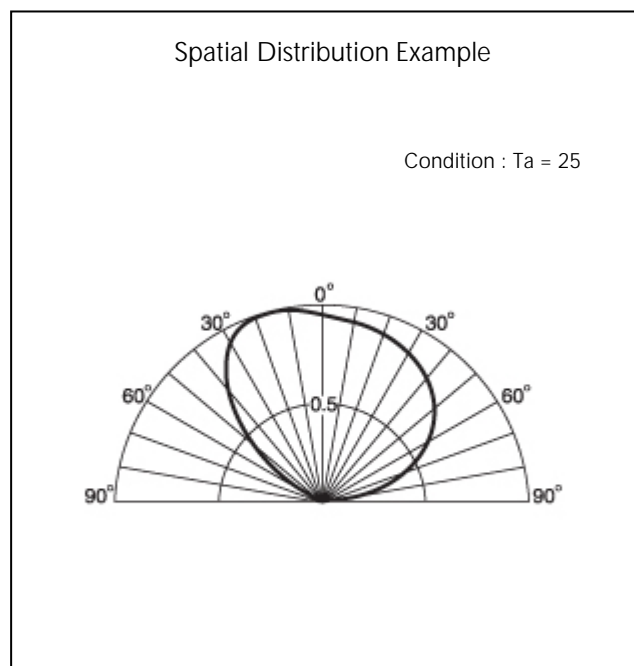 Spatial Distribution Example
Condition : Ta = 25
0°
30° 30°
60° 60°
0.5
90° 90°